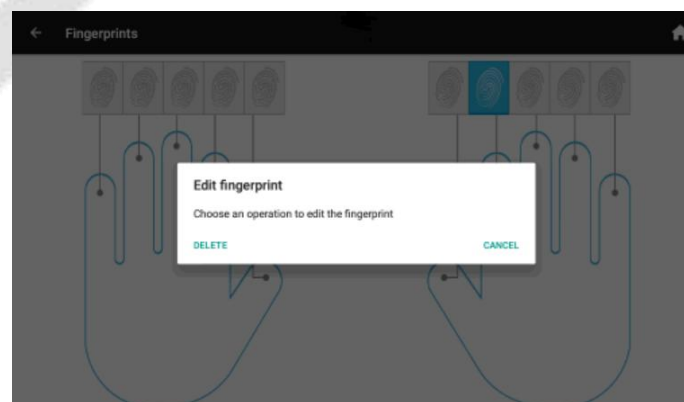 Fingerprints
Edit fingerprint
Choose an operation to edit the fingerprint
DELETE
CANCEL